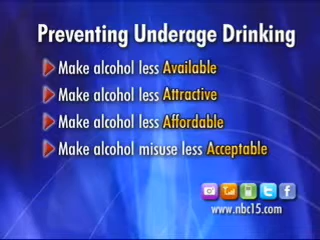 Preventing Underage Drinking
Make alcohol less Available
Make alcohol less Attractive
Make alcohol less Affordable
Make alcohol misuse less Acceptable
www.nbc15.com